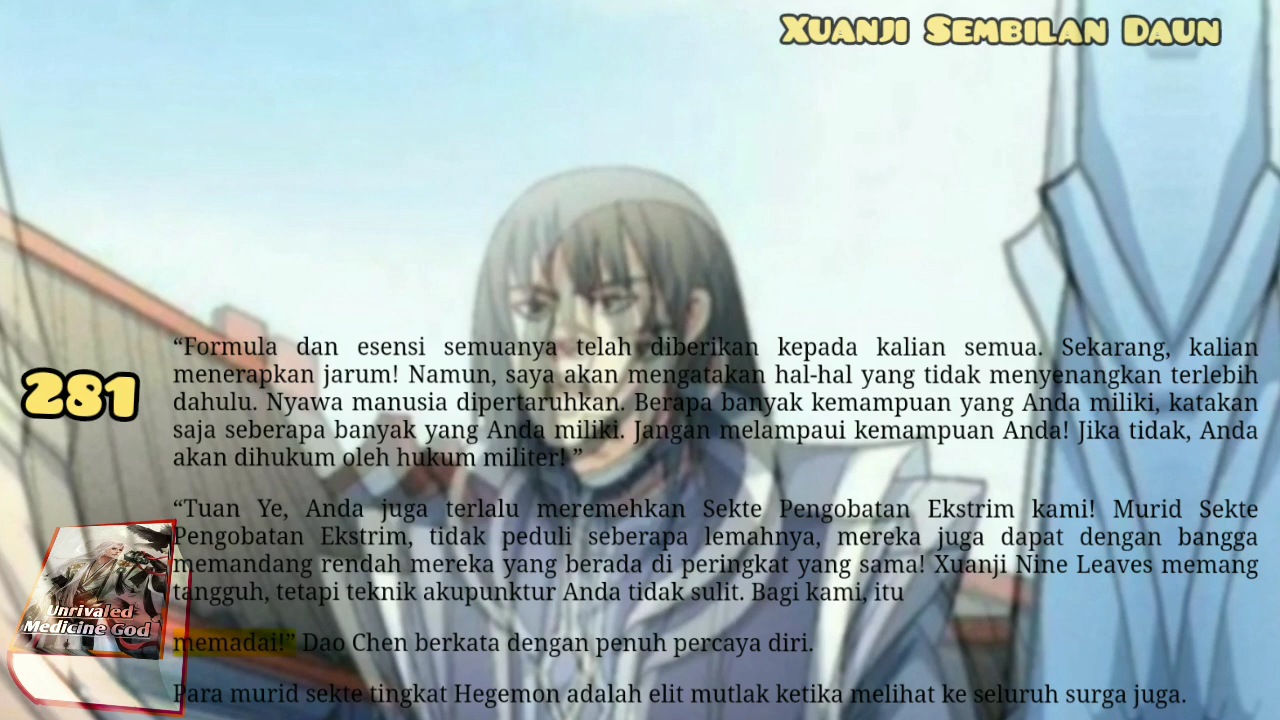 Xuanji Sembilan Daun
“Formula dan esensi semuanya telah diberikan kepada kalian semua. Sekarang, kalian
menerapkan jarum! Namun, saya akan mengatakan hal-hal yang tidak menyenangkan terlebih
dahulu. Nyawa manusia dipertaruhkan. Berapa banyak kemampuan yang Anda miliki, katakan
saja seberapa banyak yang Anda miliki. Jangan melampaui kemampuan Anda! Jika tidak, Anda
akan dihukum oleh hukum militer! ”
281
“Tuan Ye, Anda juga terlalu meremehkan Sekte Pengobatan Ekstrim kami! Murid Sekte
Pengobatan Ekstrim, tidak peduli seberapa lemahnya, mereka juga dapat dengan bangga
memandang rendah mereka yang berada di peringkat yang sama! Xuanji Nine Leaves memang
tangguh, tetapi teknik akupunktur Anda tidak sulit. Bagi kami, itu
memadai!” Dao Chen berkata dengan penuh percaya diri.
Para murid sekte tingkat Hegemon adalah elit mutlak ketika melihat ke seluruh surga juga.
Unrivaled
Medicine God